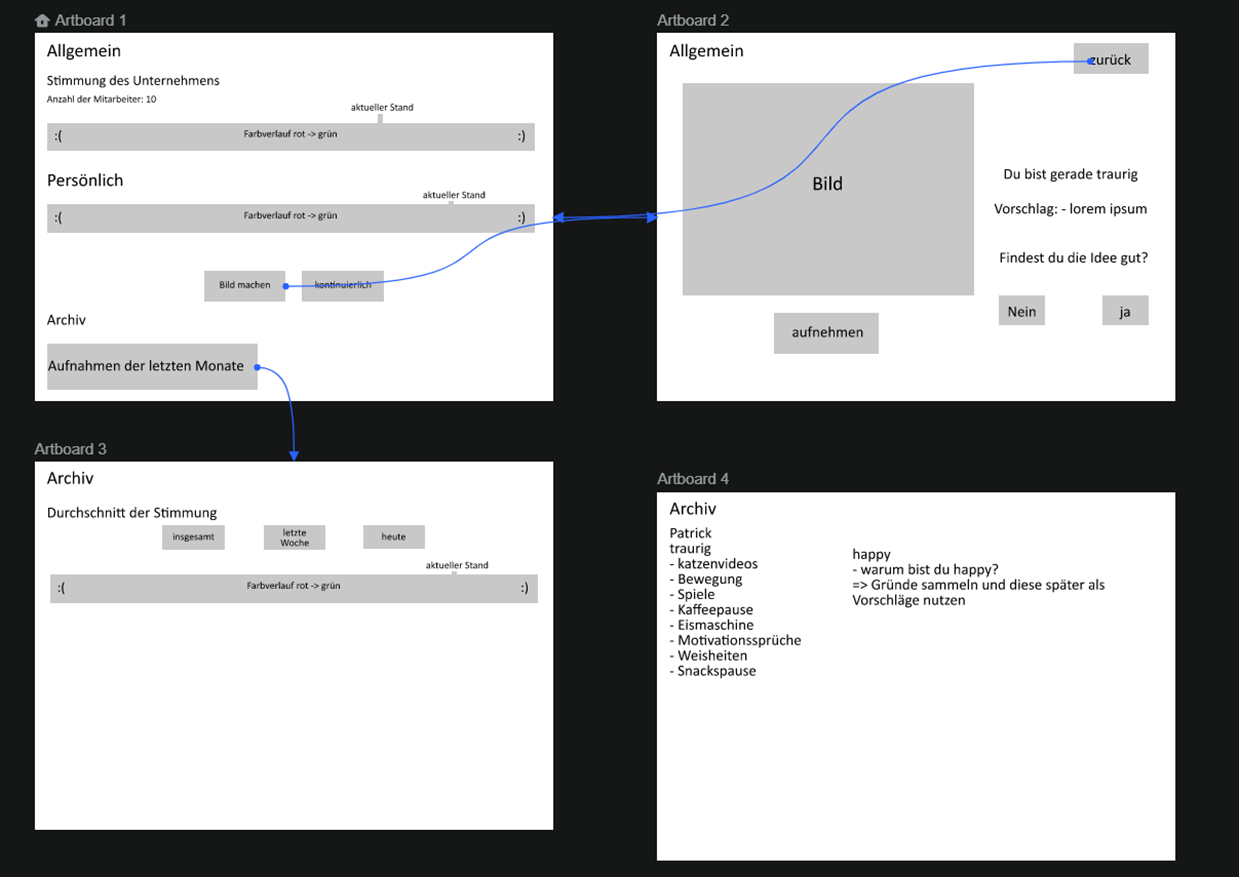 Artboard 1
Allgemein
Stimmung des Unternehmens
Anzahl der Mitarbeiter: 10
aktueller Stand
:( Farbverlauf rot -> grün :)
Persönlich
aktueller Stand
:( Farbverlauf rot -> grün :)
Bild machen kontinuierlich
Archiv
Aufnahmen der letzten Monate
Artboard 2
Allgemein
zurück
Bild
Du bist gerade traurig
Vorschlag: - lorem ipsum
Findest du die Idee gut?
Nein ja
aufnehmen
Artboard 3
Archiv
Durchschnitt der Stimmung
insgesamt
letzte
Woche
heute
aktueller Stand
:( Farbverlauf rot -> grün :)
Artboard 4
Archiv
Patrick
traurig
- katzenvideos
- Bewegung
- Spiele
- Kaffeepause
- Eismaschine
- Motivationssprüche
- Weisheiten
- Snackspause
happy
- warum bist du happy?
=> Gründe sammeln und diese später als
Vorschläge nutzen